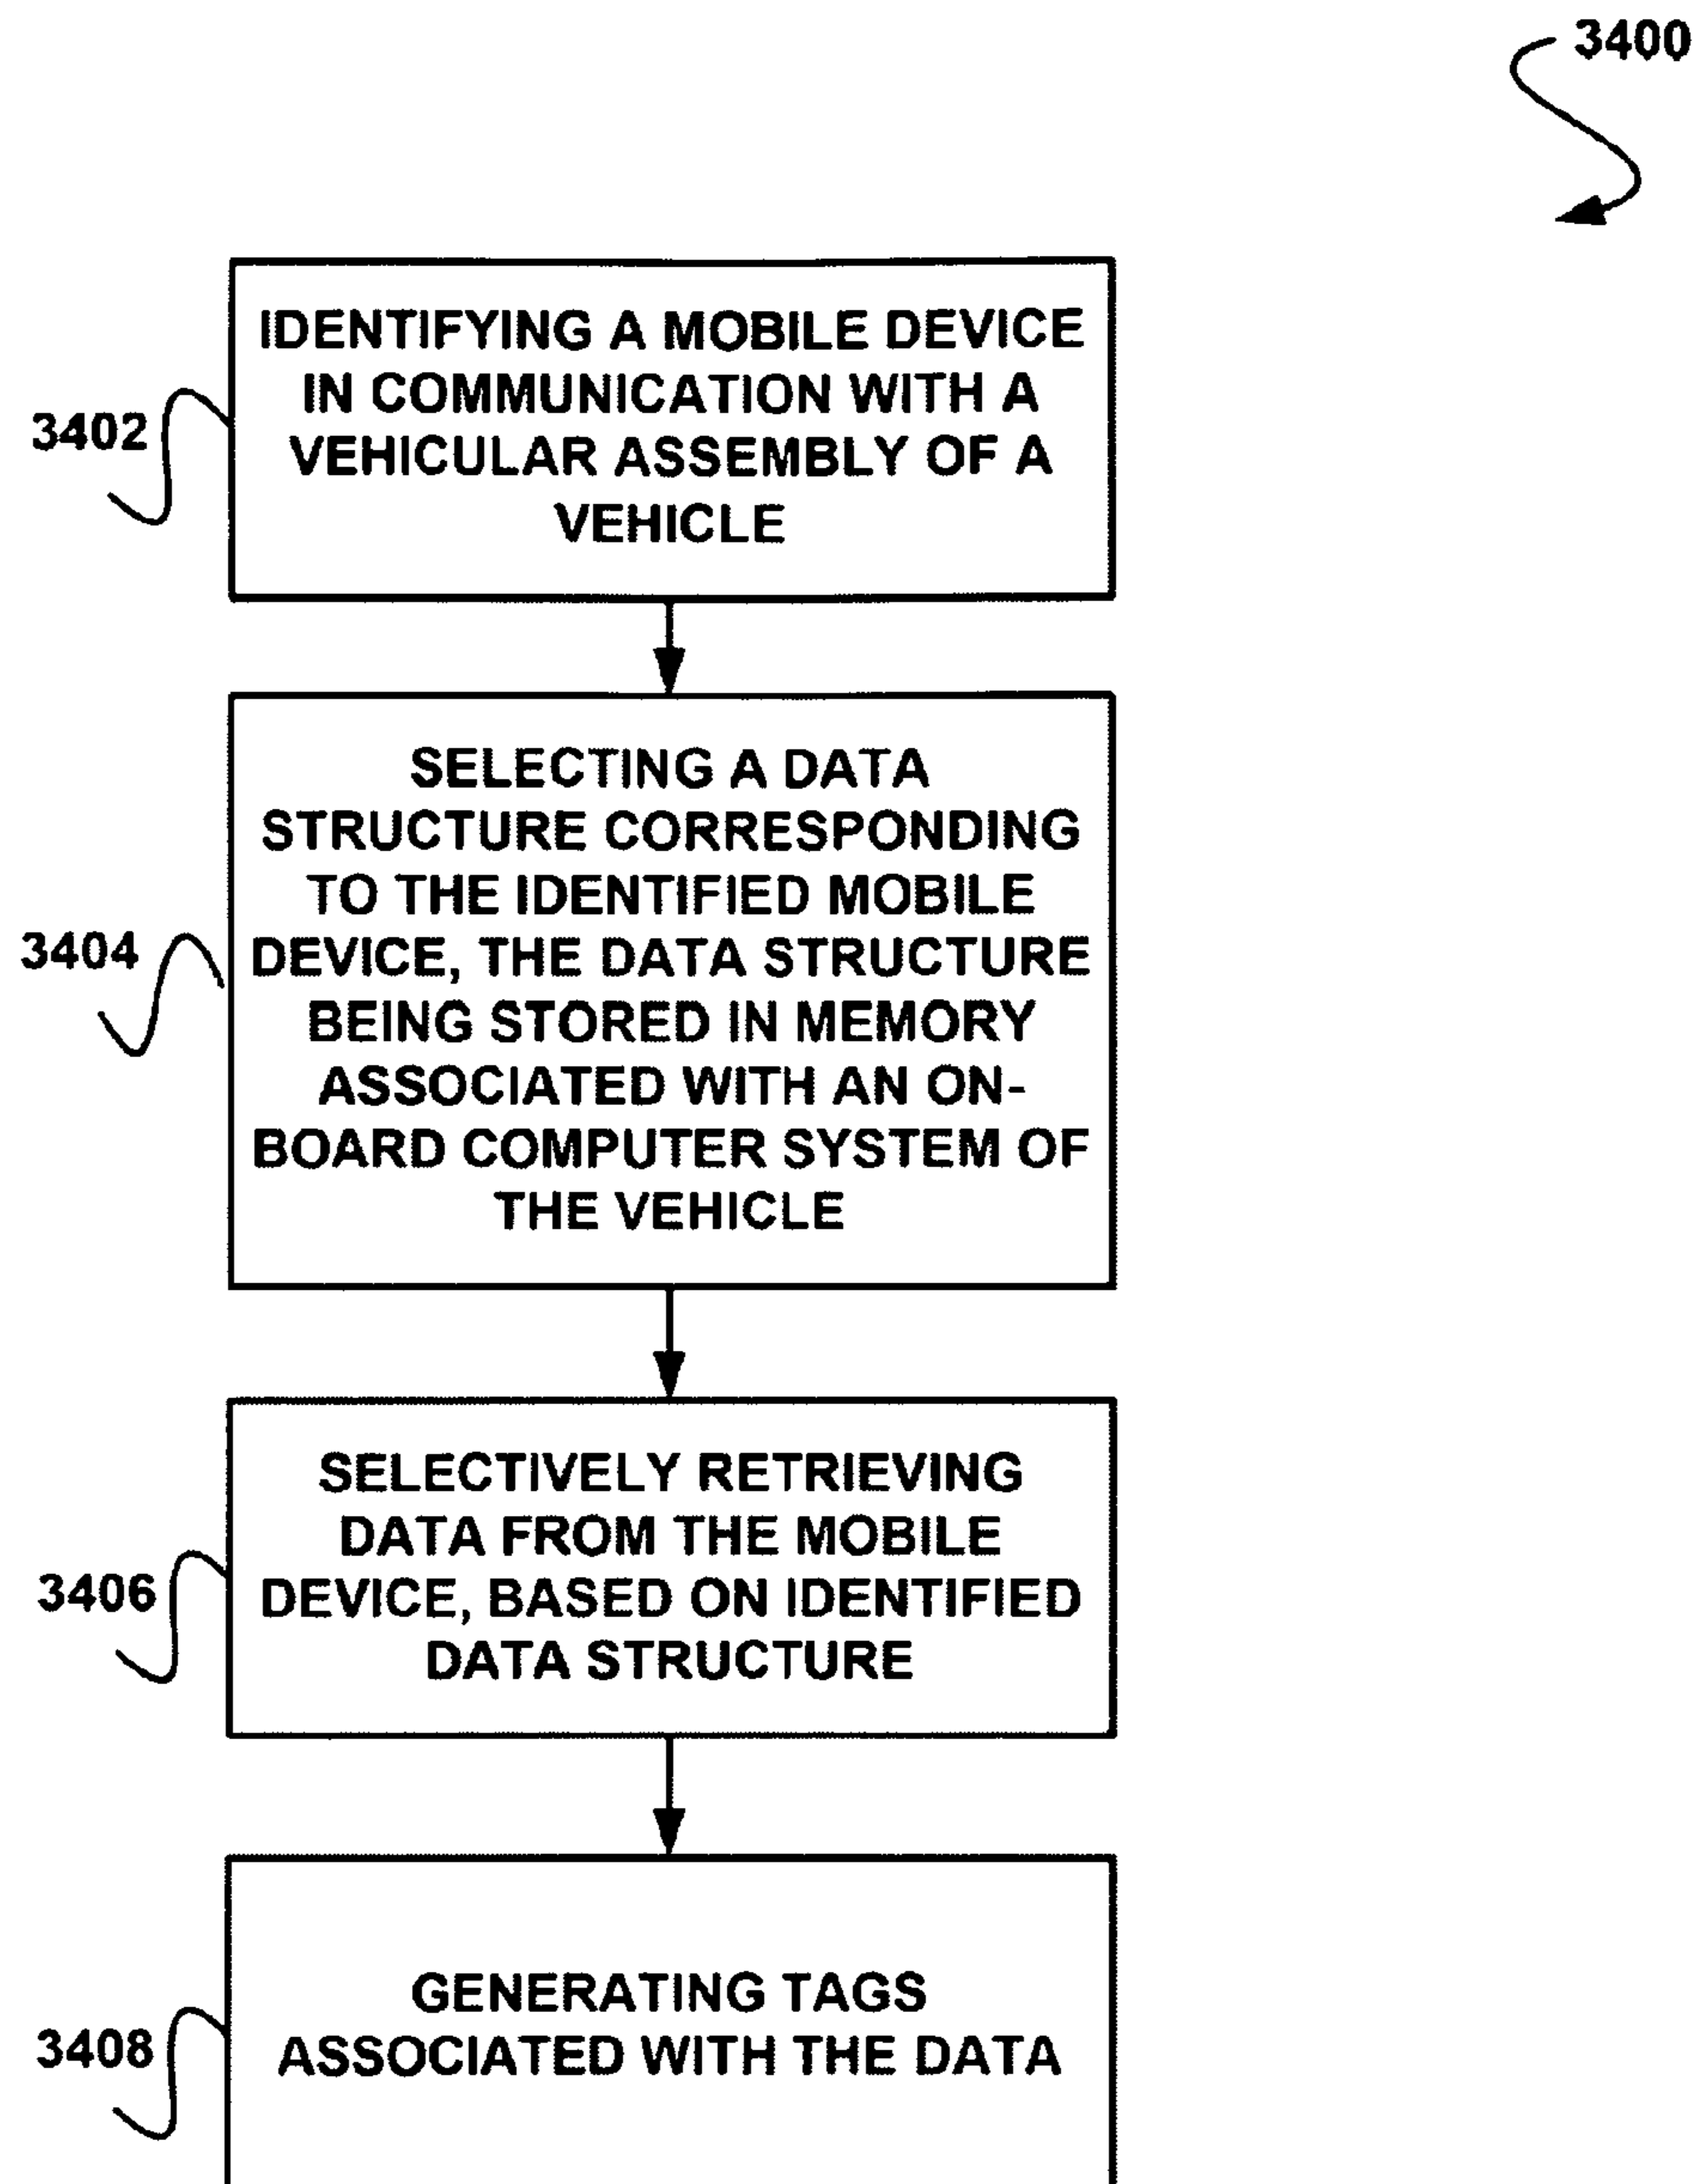 3400
IDENTIFYING A MOBILE DEVICE
IN COMMUNICATION WITH A
VEHICULAR ASSEMBLY OF A
VEHICLE
3402
SELECTING A DATA
STRUCTURE CORRESPONDING
TO THE IDENTIFIED MOBILE
DEVICE, THE DATA STRUCTURE
BEING STORED IN MEMORY
ASSOCIATED WITH AN ON-
BOARD COMPUTER SYSTEM OF
THE VEHICLE
3404
SELECTIVELY RETRIEVING
DATA FROM THE MOBILE
DEVICE, BASED ON IDENTIFIED
DATA STRUCTURE
3406
GENERATING TAGS
ASSOCIATED WITH THE DATA
3408